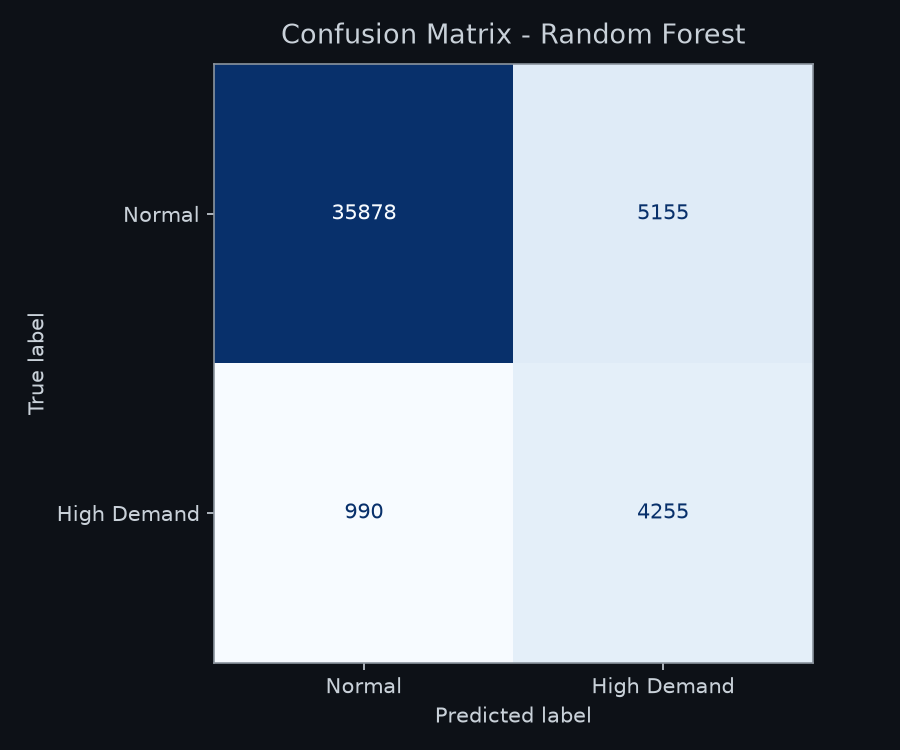 Confusion Matrix - Random Forest
Normal
35878
5155
True label
High Demand
990
4255
Normal
High Demand
Predicted label